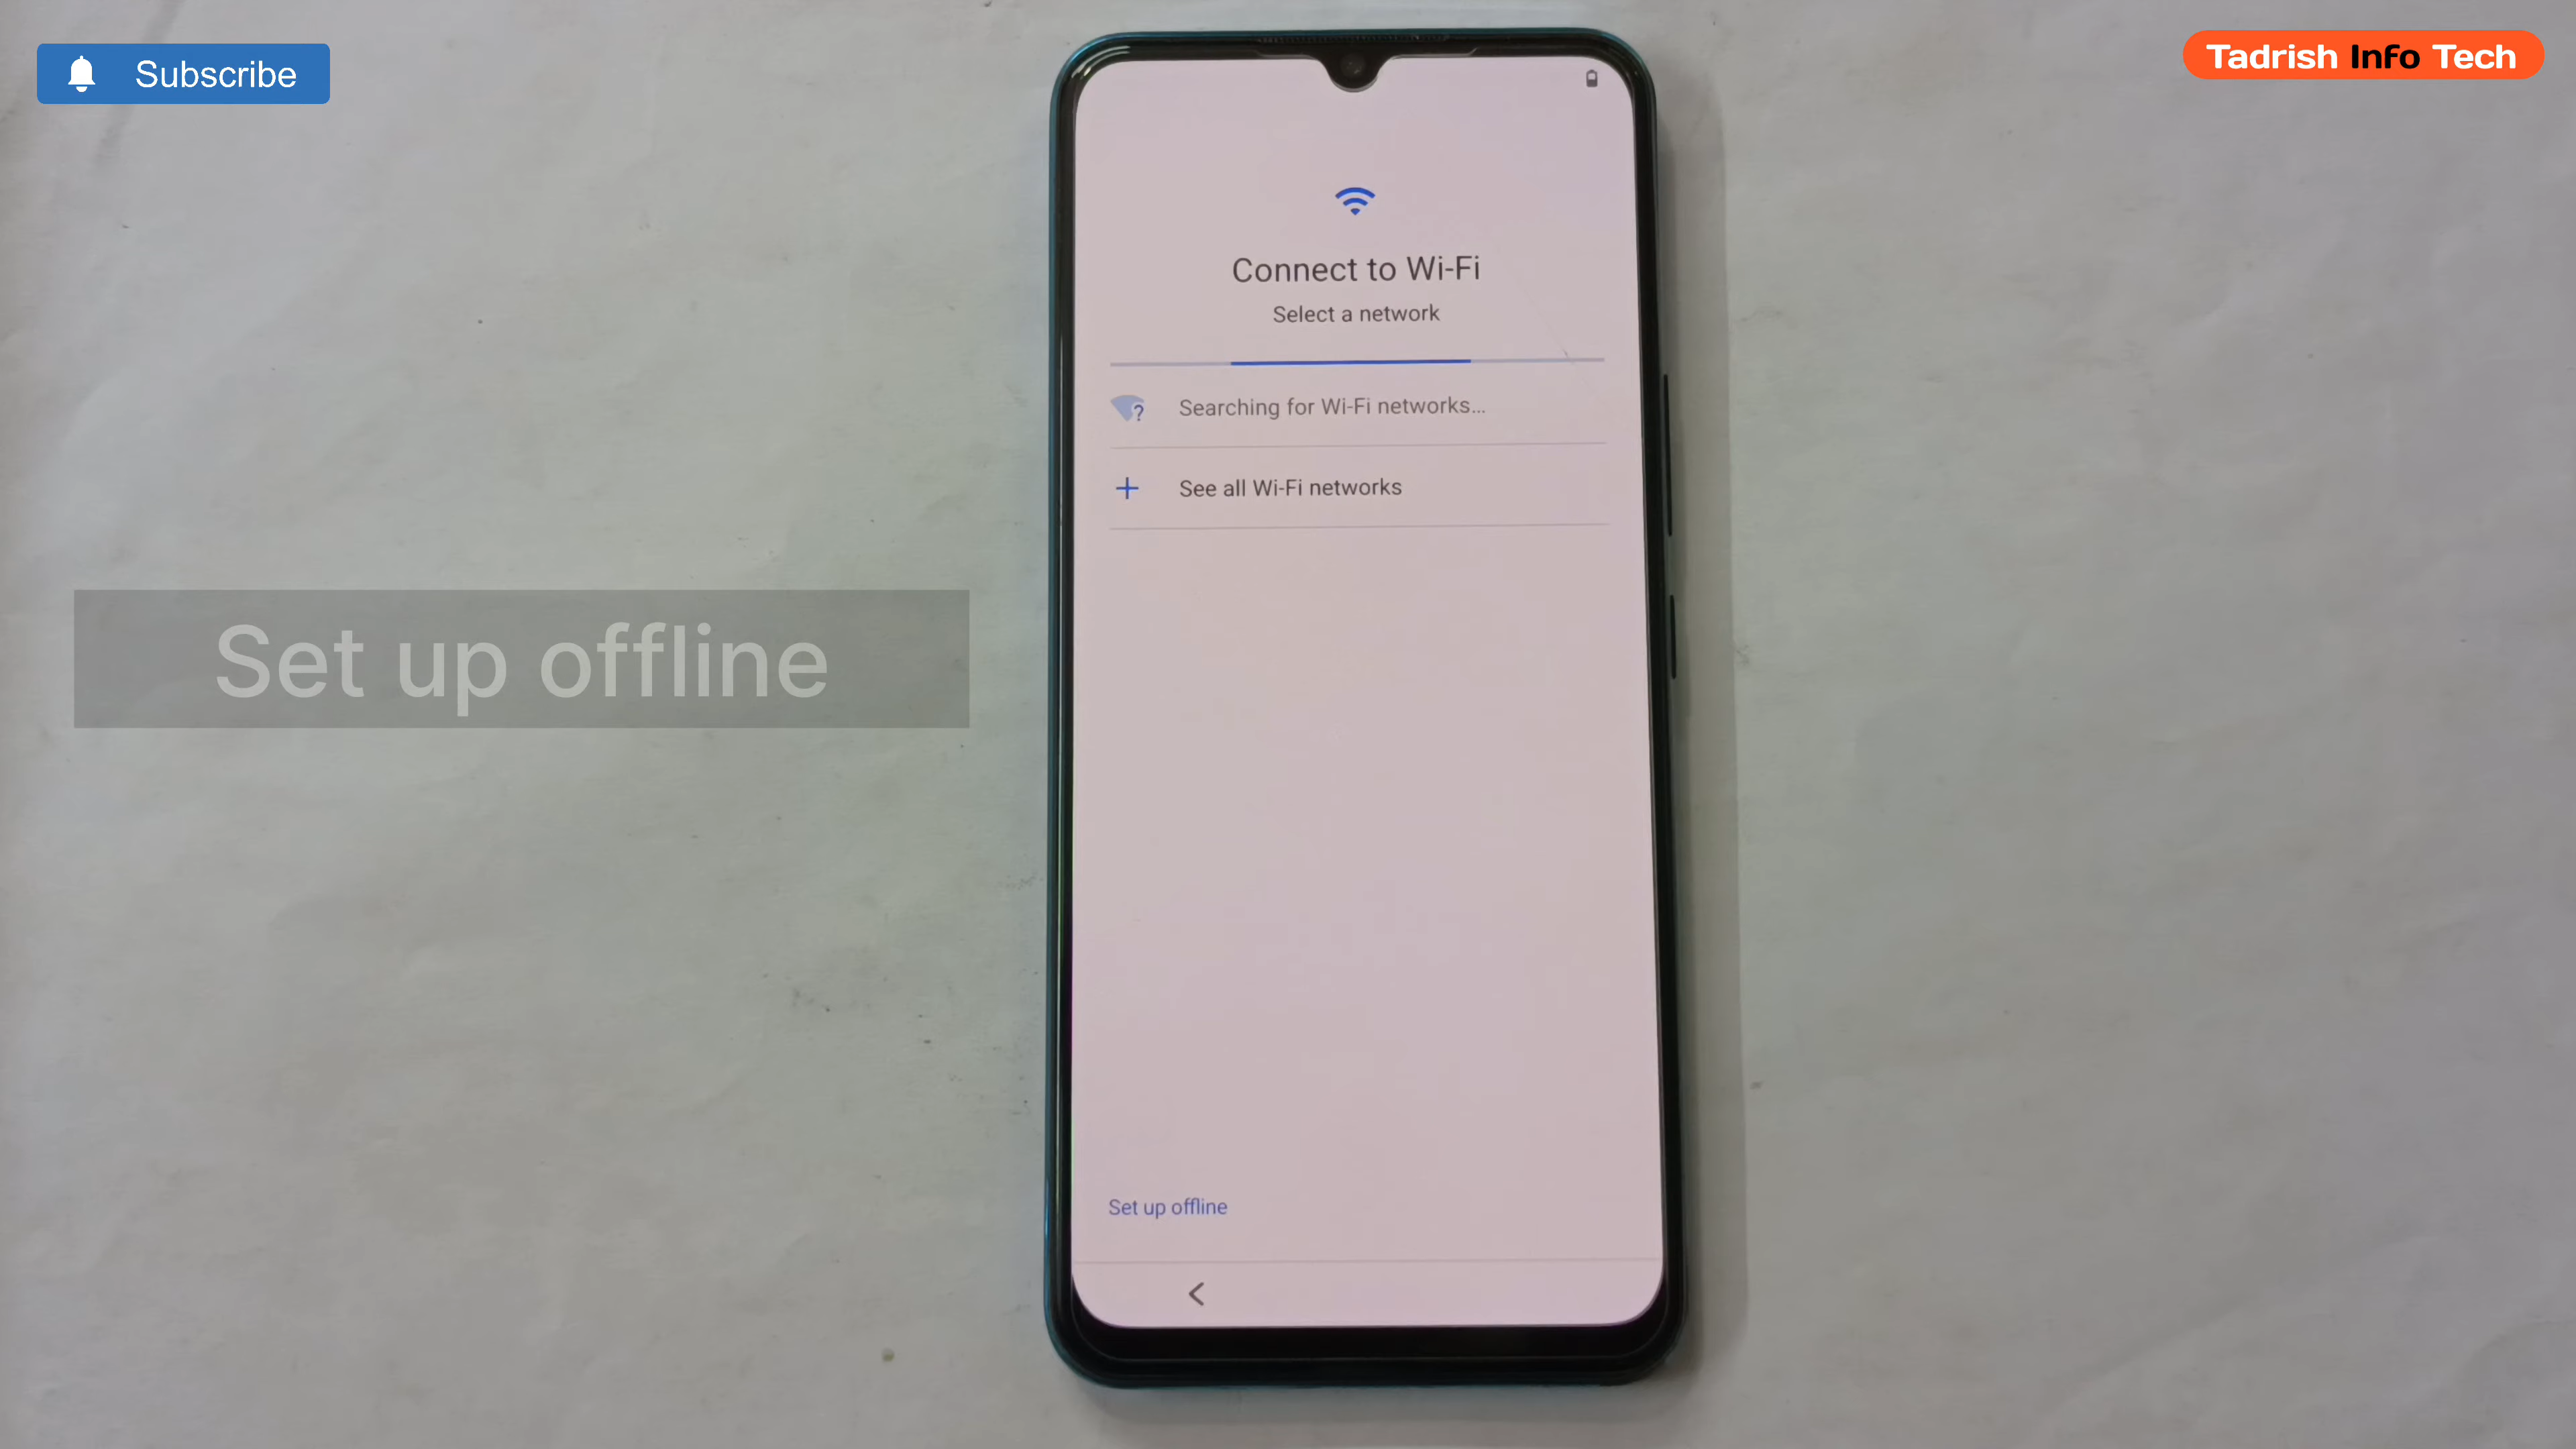 Subscribe
Tadrish Info Tech
Connect to Wi-Fi
Select a network
Searching for Wi-Fi networks...
See all Wi-Fi networks
Set up offline
Set up offline